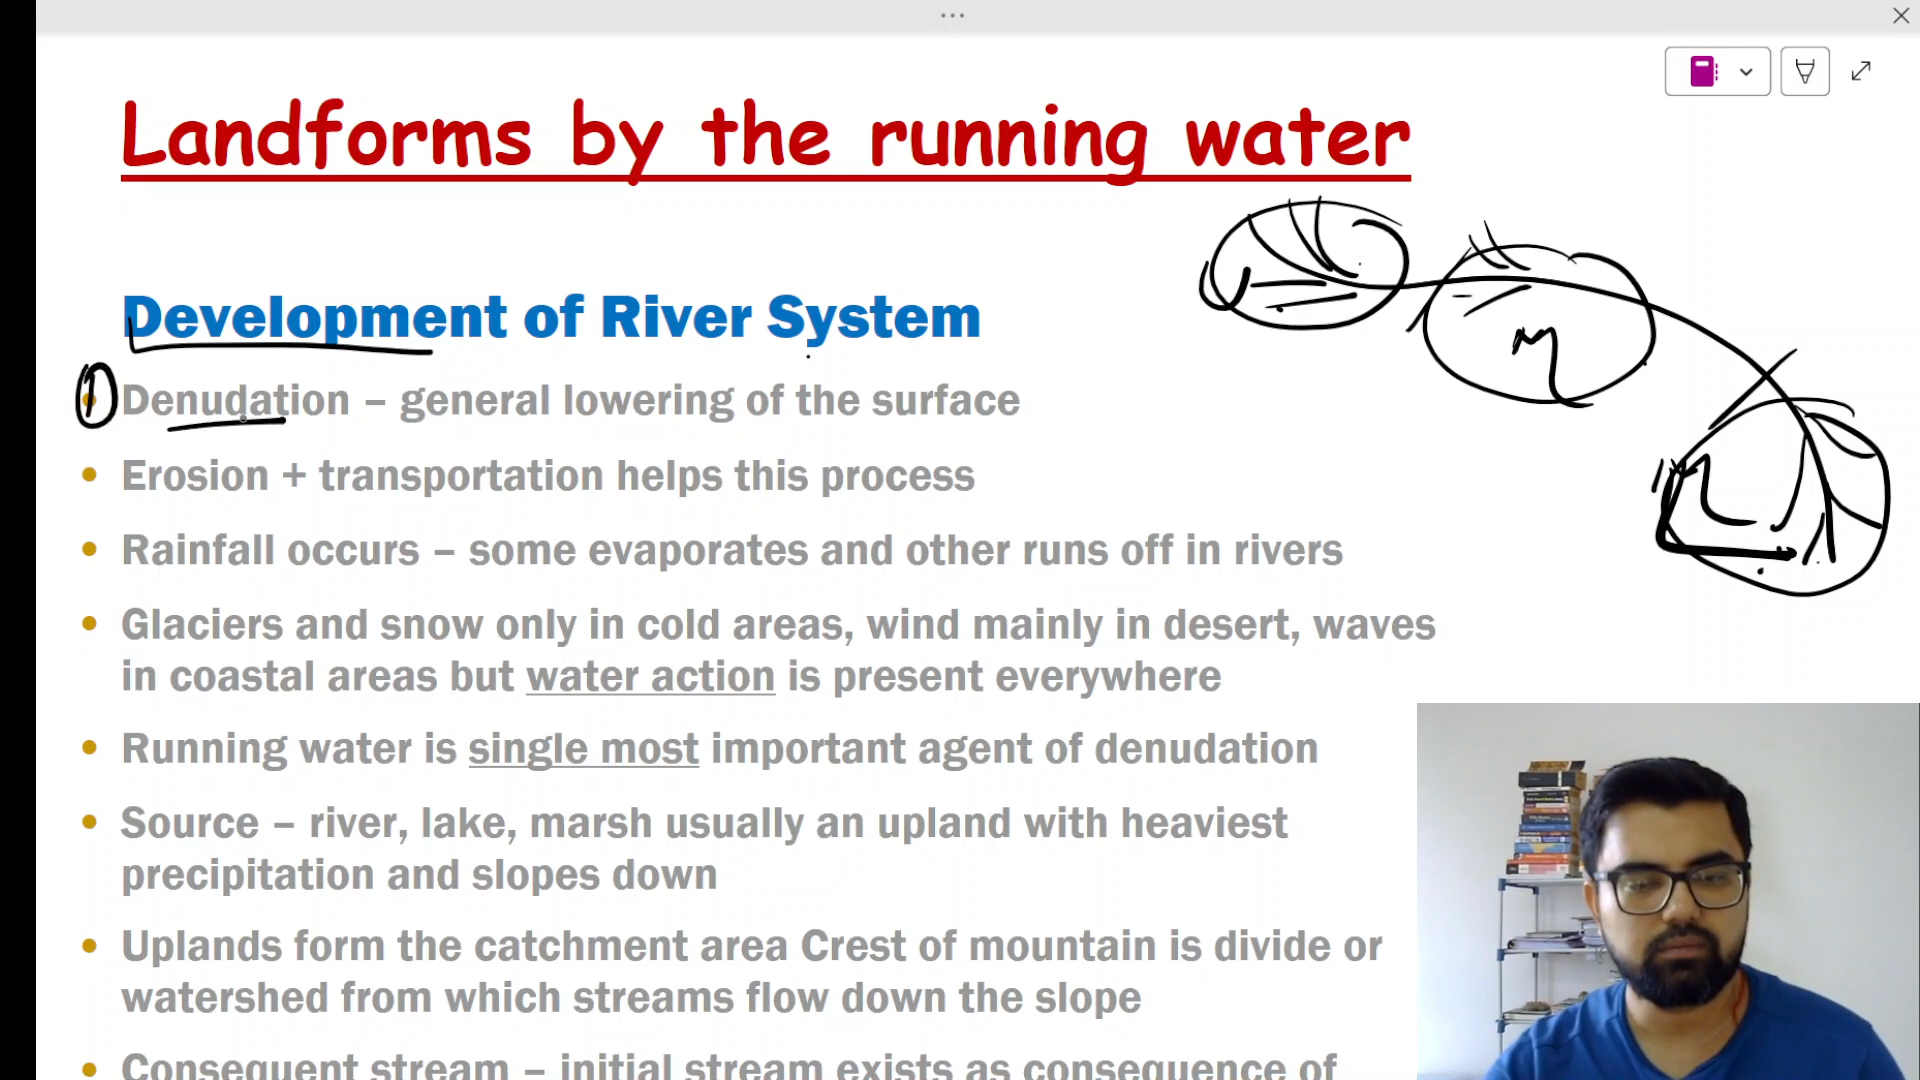 Landforms by the running water
Development of River System
① Denudation – general lowering of the surface
• Erosion + transportation helps this process
• Rainfall occurs – some evaporates and other runs off in rivers
• Glaciers and snow only in cold areas, wind mainly in desert, waves
in coastal areas but water action is present everywhere
• Running water is single most important agent of denudation
• Source – river, lake, marsh usually an upland with heaviest
precipitation and slopes down
• Uplands form the catchment area Crest of mountain is divide or
watershed from which streams flow down the slope
• Consequent stream – initial stream exists as consequence of